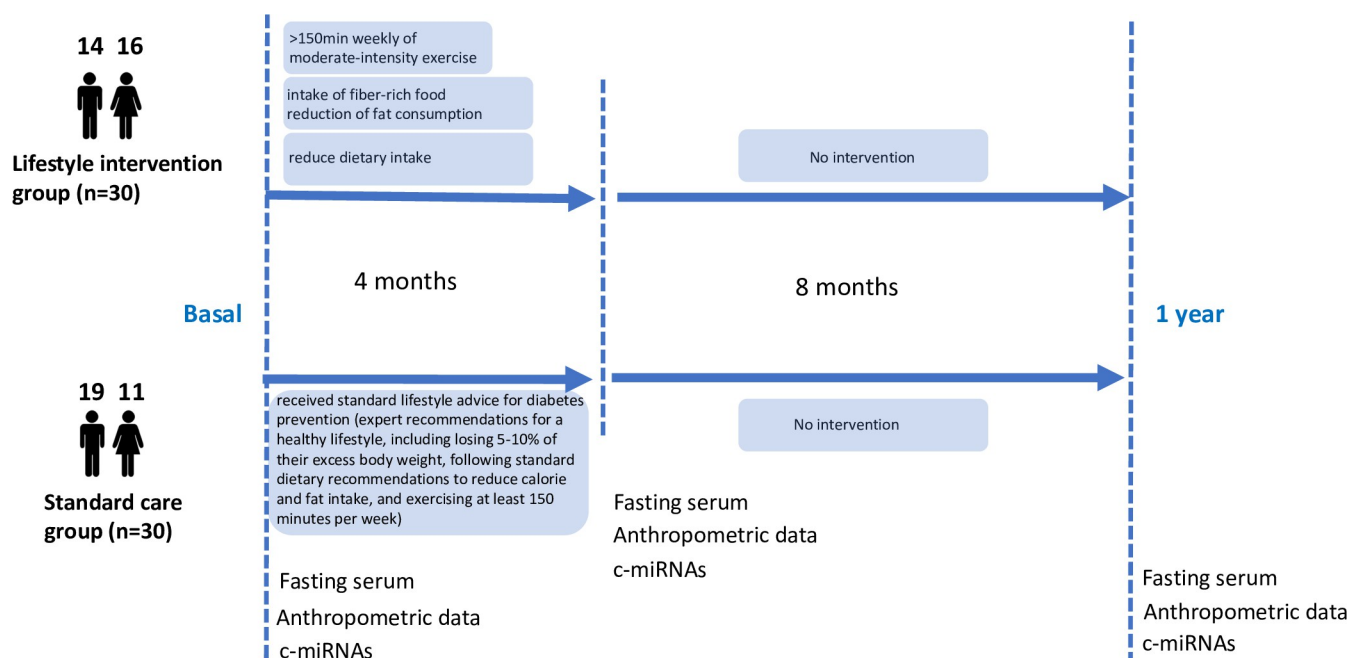 14 16
Lifestyle intervention
group (n=30)
>150min weekly of
moderate-intensity exercise
intake of fiber-rich food
reduction of fat consumption
reduce dietary intake
No intervention
4 months
8 months
Basal
1 year
19 11
Standard care
group (n=30)
received standard lifestyle advice for diabetes
prevention (expert recommendations for a
healthy lifestyle, including losing 5-10% of
their excess body weight, following standard
dietary recommendations to reduce calorie
and fat intake, and exercising at least 150
minutes per week)
No intervention
Fasting serum
Anthropometric data
c-miRNAs
Fasting serum
Anthropometric data
c-miRNAs
Fasting serum
Anthropometric data
c-miRNAs